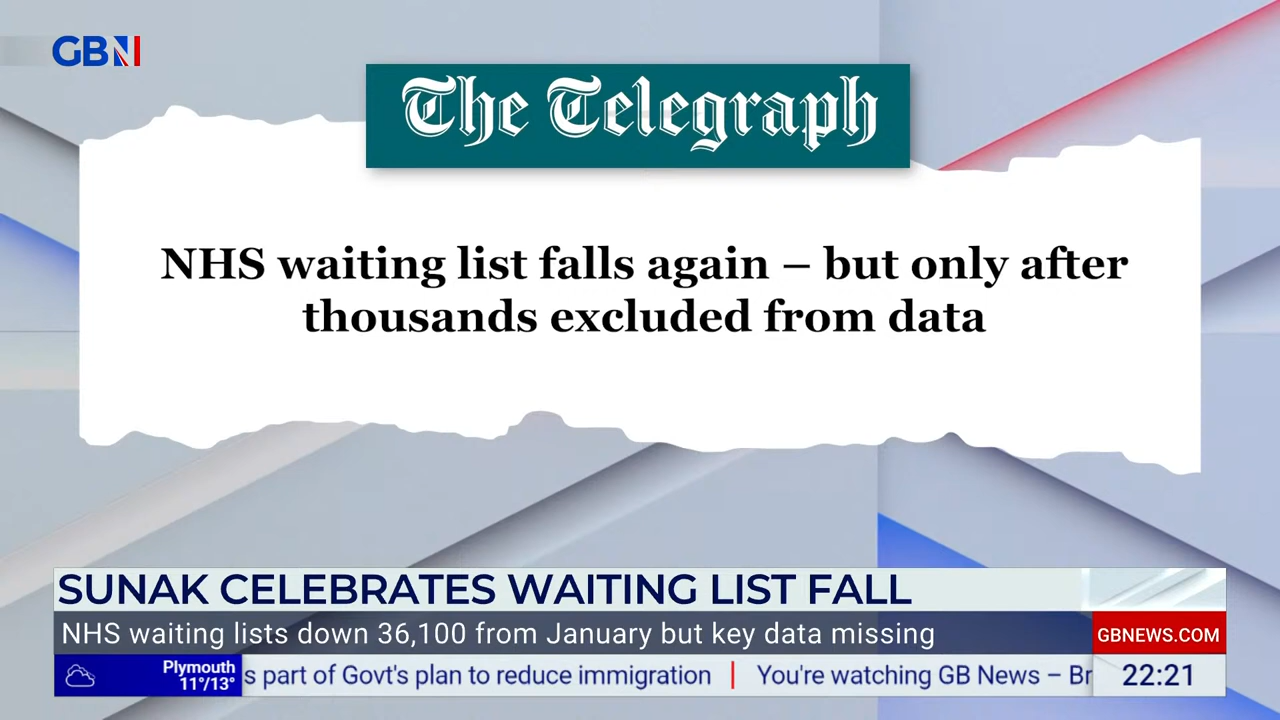 GBN
The Telegraph
NHS waiting list falls again – but only after
thousands excluded from data
SUNAK CELEBRATES WAITING LIST FALL
NHS waiting lists down 36,100 from January but key data missing
GBNEWS.COM
Plymouth
11°/13°
s part of Govt's plan to reduce immigration | You're watching GB News – Br
22:21